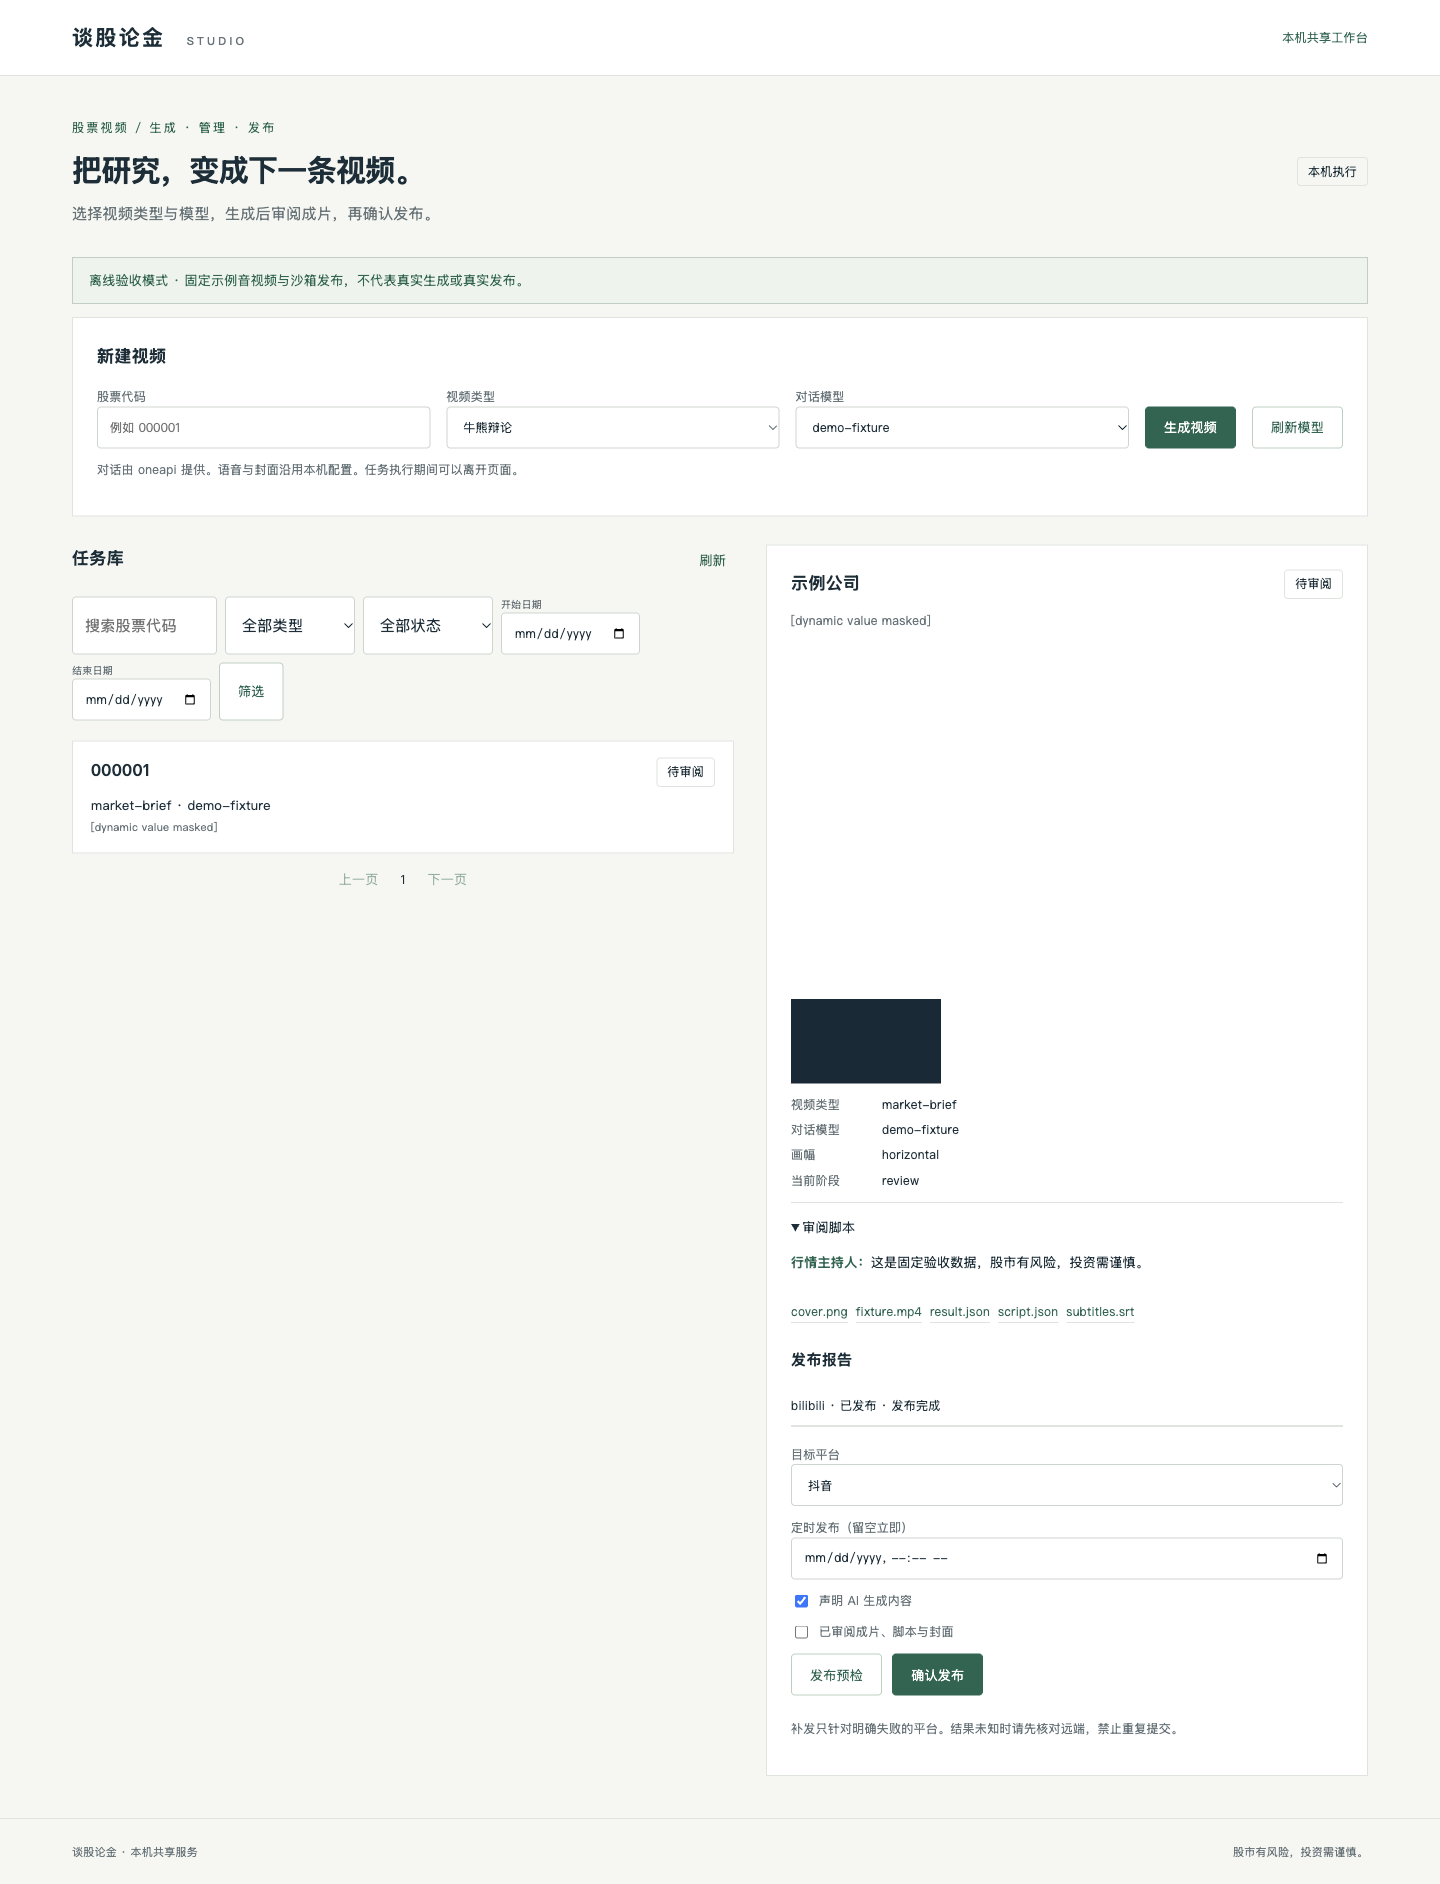 谈股论金 STUDIO
本机共享工作台
股票视频 / 生成 · 管理 · 发布
把研究，变成下一条视频。
本机执行
选择视频类型与模型，生成后审阅成片，再确认发布。
离线验收模式 · 固定示例音视频与沙箱发布，不代表真实生成或真实发布。
新建视频
股票代码
例如 000001
视频类型
牛熊辩论
对话模型
demo-fixture
生成视频
刷新模型
对话由 oneapi 提供。语音与封面沿用本机配置。任务执行期间可以离开页面。
任务库
刷新
搜索股票代码
全部类型
全部状态
开始日期
mm/dd/yyyy
结束日期
mm/dd/yyyy
筛选
000001
待审阅
market-brief · demo-fixture
[dynamic value masked]
上一页 1 下一页
示例公司
待审阅
[dynamic value masked]
视频类型 market-brief
对话模型 demo-fixture
画幅 horizontal
当前阶段 review
▼审阅脚本
行情主持人：这是固定验收数据，股市有风险，投资需谨慎。
cover.png fixture.mp4 result.json script.json subtitles.srt
发布报告
bilibili · 已发布 · 发布完成
目标平台
抖音
定时发布（留空立即）
mm/dd/yyyy, --:-- --
声明 AI 生成内容
已审阅成片、脚本与封面
发布预检
确认发布
补发只针对明确失败的平台。结果未知时请先核对远端，禁止重复提交。
谈股论金 · 本机共享服务
股市有风险，投资需谨慎。